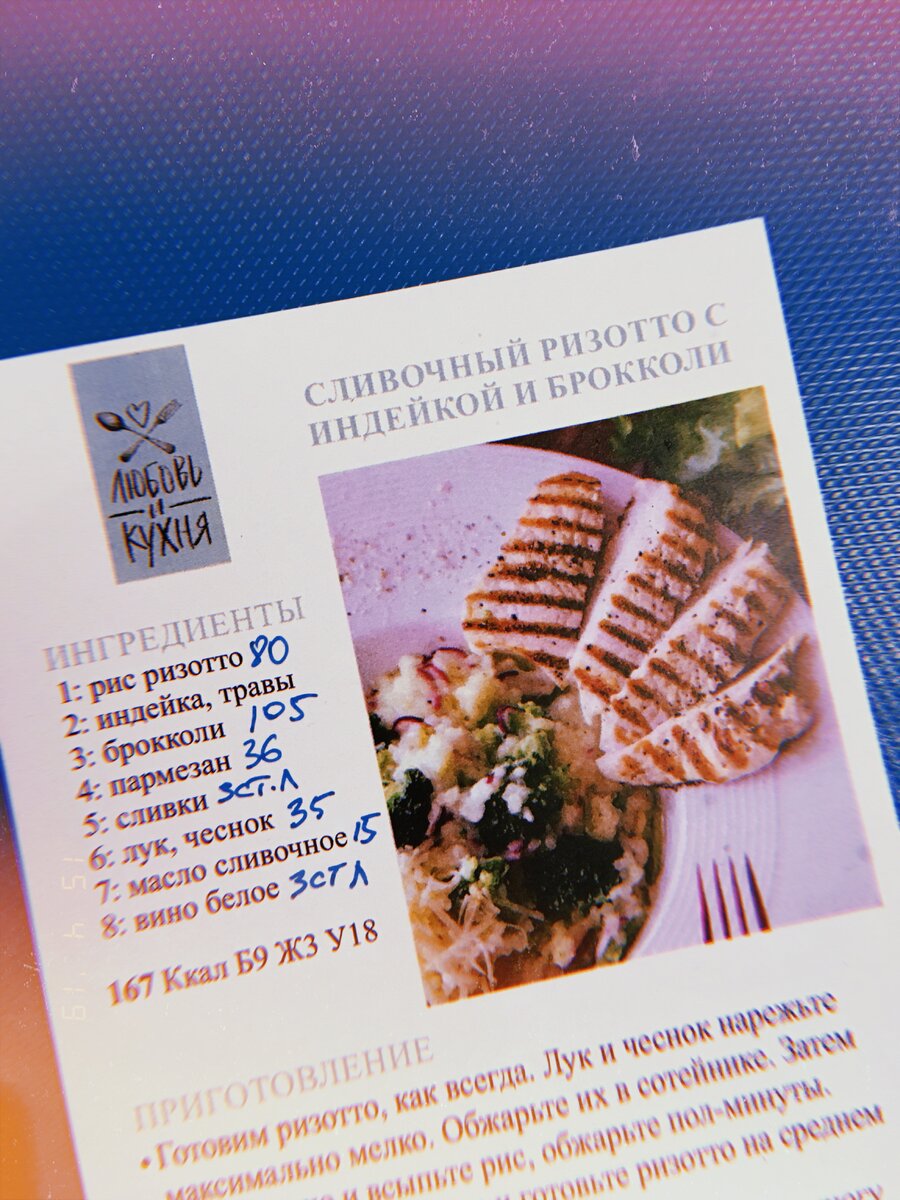 СЛИВОЧНЫЙ РИЗОТТО С
ИНДЕЙКОЙ И БРОККОЛИ
ЛЮБОВЬ
И
КУХНЯ
ИНГРЕДИЕНТЫ
1: рис ризотто 80
2: индейка, травы
3: брокколи 105
4: пармезан 36
5: сливки 3ст.л
6: лук, чеснок 35
7: масло сливочное 15
8: вино белое 3стл
167 Ккал Б9 Ж3 У18
ПРИГОТОВЛЕНИЕ
• Готовим ризотто, как всегда. Лук и чеснок нарежьте
максимально мелко. Обжарьте их в сотейнике. Затем
и всыпьте рис, обжарьте пол-минуты.
готовьте ризотто на среднем